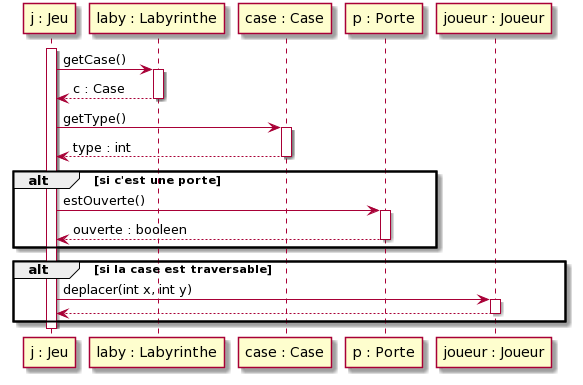 j : Jeu laby : Labyrinthe case : Case p : Porte joueur : Joueur
getCase()
c : Case
getType()
type : int
alt [si c'est une porte]
estOuverte()
ouverte : booleen
alt [si la case est traversable]
deplacer(int x, int y)
j : Jeu laby : Labyrinthe case : Case p : Porte joueur : Joueur